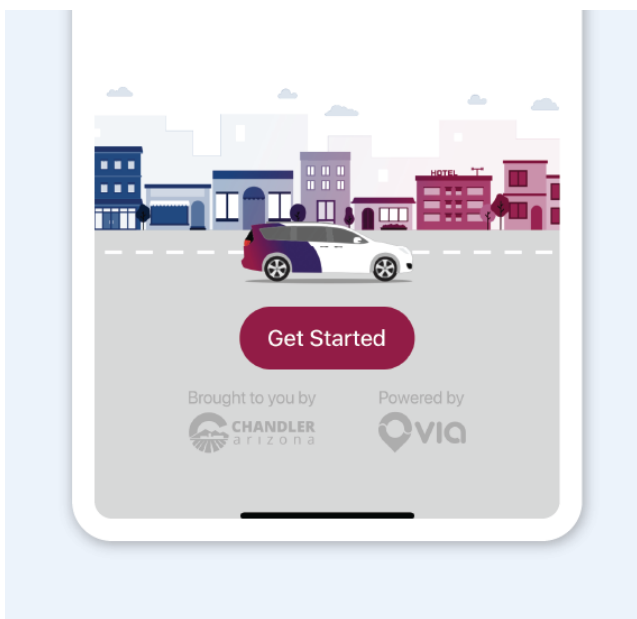 HOTEL
Get Started
Brought to you by
Powered by
CHANDLER
arizona
via